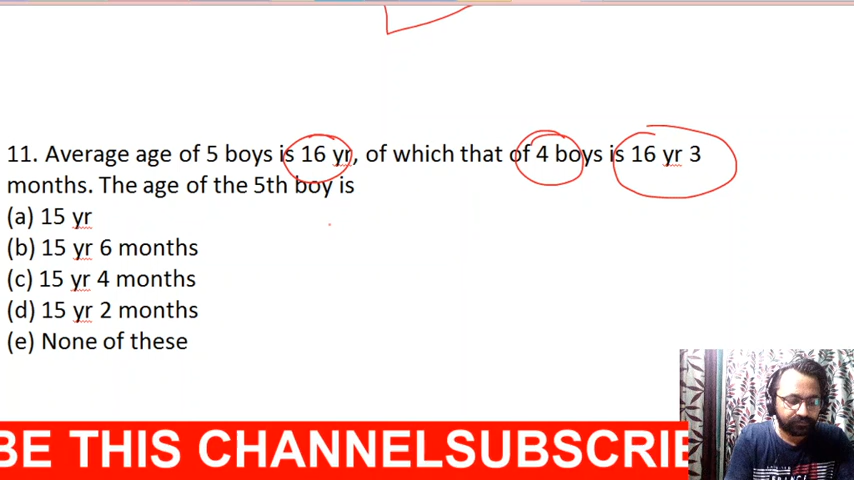 11. Average age of 5 boys is 16 yr, of which that of 4 boys is 16 yr 3
months. The age of the 5th boy is
(a) 15 yr
(b) 15 yr 6 months
(c) 15 yr 4 months
(d) 15 yr 2 months
(e) None of these
BE THIS CHANNELSUBSCRIBE